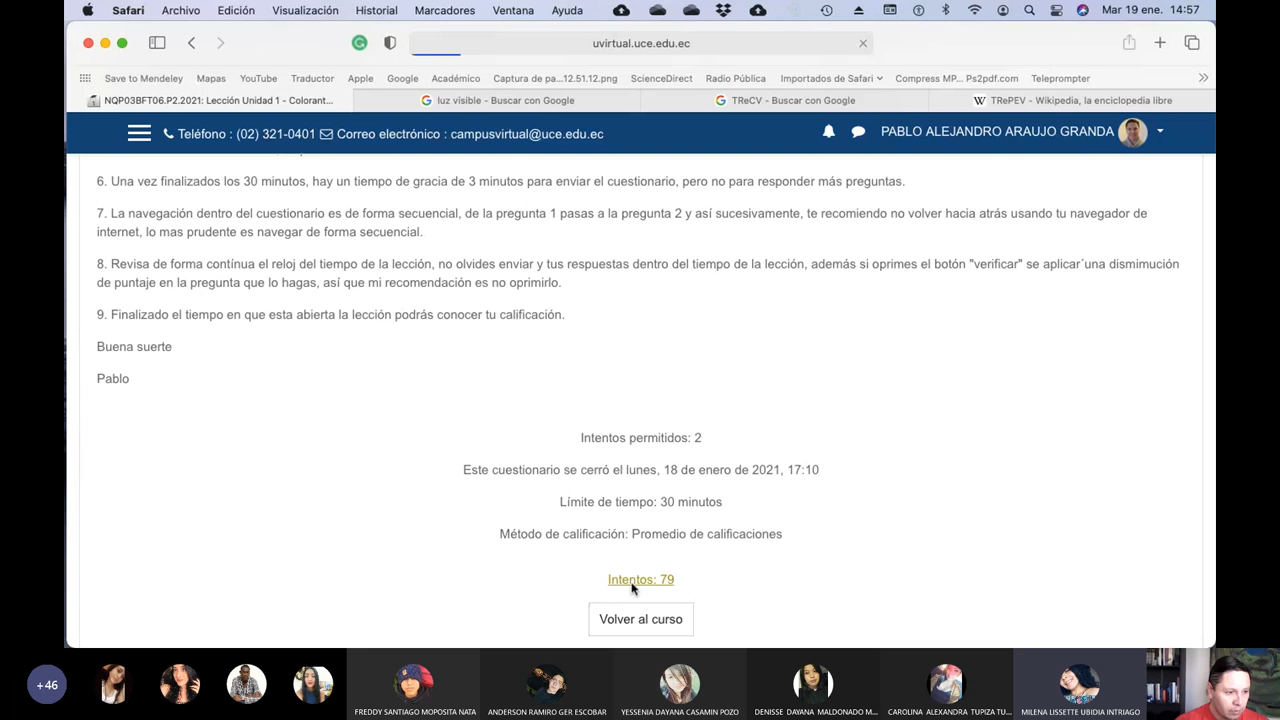 Safari Archivo Edición Visualización Historial Marcadores Ventana Ayuda Mar 19 ene. 14:57
uvirtual.uce.edu.ec
Save to Mendeley Mapas YouTube Traductor Apple Google Académico Captura de pa...12.51.12.png ScienceDirect Radio Pública Importados de Safari Compress MP... Ps2pdf.com Teleprompter
NQP03BFT06.P2.2021: Lección Unidad 1 - Colorant... luz visible - Buscar con Google TReCV - Buscar con Google TRePEV - Wikipedia, la enciclopedia libre
Teléfono : (02) 321-0401 Correo electrónico : campusvirtual@uce.edu.ec PABLO ALEJANDRO ARAUJO GRANDA
6. Una vez finalizados los 30 minutos, hay un tiempo de gracia de 3 minutos para enviar el cuestionario, pero no para responder más preguntas.
7. La navegación dentro del cuestionario es de forma secuencial, de la pregunta 1 pasas a la pregunta 2 y así sucesivamente, te recomiendo no volver hacia atrás usando tu navegador de
internet, lo mas prudente es navegar de forma secuencial.
8. Revisa de forma contínua el reloj del tiempo de la lección, no olvides enviar y tus respuestas dentro del tiempo de la lección, además si oprimes el botón "verificar" se aplicar´una dismimución
de puntaje en la pregunta que lo hagas, así que mi recomendación es no oprimirlo.
9. Finalizado el tiempo en que esta abierta la lección podrás conocer tu calificación.
Buena suerte
Pablo
Intentos permitidos: 2
Este cuestionario se cerró el lunes, 18 de enero de 2021, 17:10
Límite de tiempo: 30 minutos
Método de calificación: Promedio de calificaciones
Intentos: 79
Volver al curso
+46
FREDDY SANTIAGO MOPOSITA NATA ANDERSON RAMIRO GER ESCOBAR YESSENIA DAYANA CASAMIN POZO DENISSE DAYANA MALDONADO M... CAROLINA ALEXANDRA TUPIZA TU... MILENA LISSETTE UBIDIA INTRIAGO